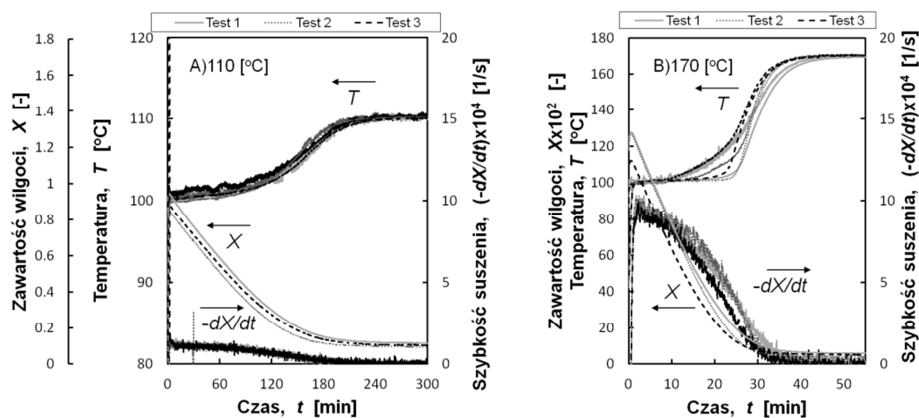 Test 1 Test 2 Test 3
A)110 [°C]
T
X
-dX/dt
Zawartość wilgoci, X [-]
1.8
1.6
1.4
1.2
1
0.8
0.6
0.4
0.2
0
Temperatura, T [°C]
120
110
100
90
80
Szybkość suszenia, (-dX/dt)x10⁴ [1/s]
20
15
10
5
0
0 60 120 180 240 300
Czas, t [min]
Test 1 Test 2 Test 3
B)170 [°C]
T
X
-dX/dt
Zawartość wilgoci, Xx10² [-]
Temperatura, T [°C]
180
160
140
120
100
80
60
40
20
0
Szybkość suszenia, (-dX/dt)x10⁴ [1/s]
20
15
10
5
0
0 10 20 30 40 50
Czas, t [min]